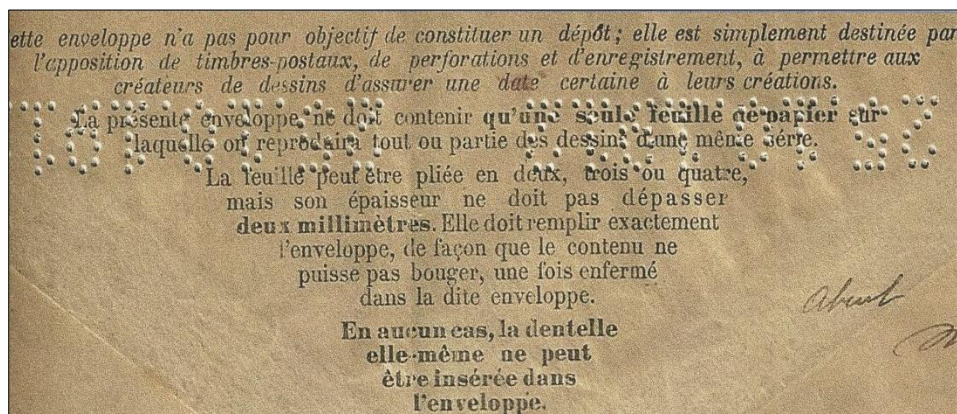 ette enveloppe n'a pas pour objectif de constituer un dépôt ; elle est simplement destinée par
l'apposition de timbres-postaux, de perforations et d'enregistrement, à permettre aux
créateurs de dessins d'assurer une date certaine à leurs créations.
La présente enveloppe ne doit contenir qu'une seule feuille de papier sur
laquelle on reproduira tout ou partie des dessins d'une même série.
La feuille peut être pliée en deux, trois ou quatre,
mais son épaisseur ne doit pas dépasser
deux millimètres. Elle doit remplir exactement
l'enveloppe, de façon que le contenu ne
puisse pas bouger, une fois enfermé
dans la dite enveloppe.
En aucun cas, la dentelle
elle-même ne peut
être insérée dans
l'enveloppe.